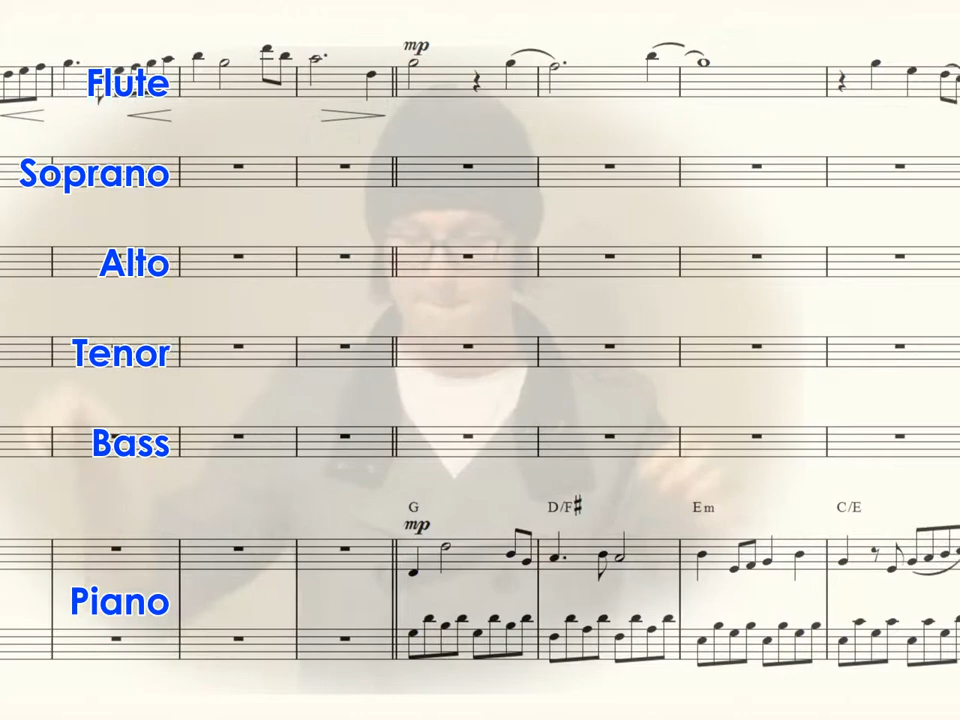 mp
Flute
Soprano
Alto
Tenor
Bass
G D/F♯ Em C/E
mp
Piano